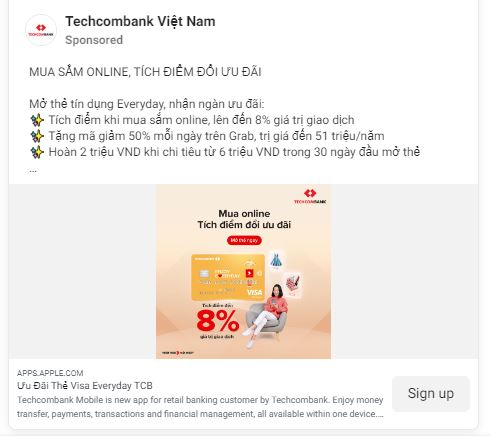 Techcombank Việt Nam
Sponsored
MUA SẮM ONLINE, TÍCH ĐIỂM ĐỔI ƯU ĐÃI
Mở thẻ tín dụng Everyday, nhận ngàn ưu đãi:
✨ Tích điểm khi mua sắm online, lên đến 8% giá trị giao dịch
✨ Tặng mã giảm 50% mỗi ngày trên Grab, trị giá đến 51 triệu/năm
✨ Hoàn 2 triệu VND khi chi tiêu từ 6 triệu VND trong 30 ngày đầu mở thẻ
...
TECHCOMBANK
Mua online
Tích điểm đổi ưu đãi
Mở thẻ ngay
VISA
Tích điểm đến
8%
giá trị giao dịch
APPS.APPLE.COM
Ưu Đãi Thẻ Visa Everyday TCB
Techcombank Mobile is new app for retail banking customer by Techcombank. Enjoy money
transfer, payments, transactions and financial management, all available within one device....
Sign up